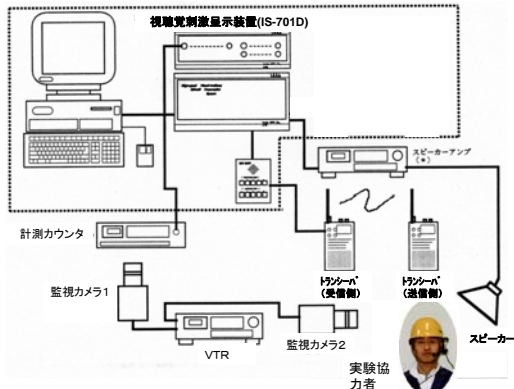 視聴覚刺激呈示装置(IS-701D)
スピーカーアンプ
(*)
計測カウンタ
トランシーバ
(受信側)
トランシーバ
(送信側)
監視カメラ1
スピーカー
VTR
監視カメラ2
実験協
力者